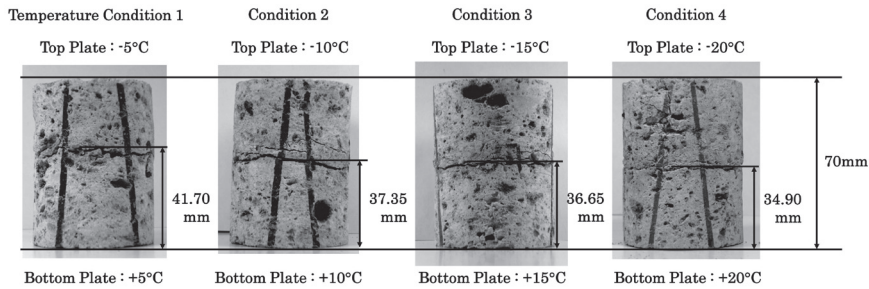 Temperature Condition 1
Condition 2
Condition 3
Condition 4
Top Plate : -5°C
Top Plate : -10°C
Top Plate : -15°C
Top Plate : -20°C
70mm
41.70
mm
37.35
mm
36.65
mm
34.90
mm
Bottom Plate : +5°C
Bottom Plate : +10°C
Bottom Plate : +15°C
Bottom Plate : +20°C